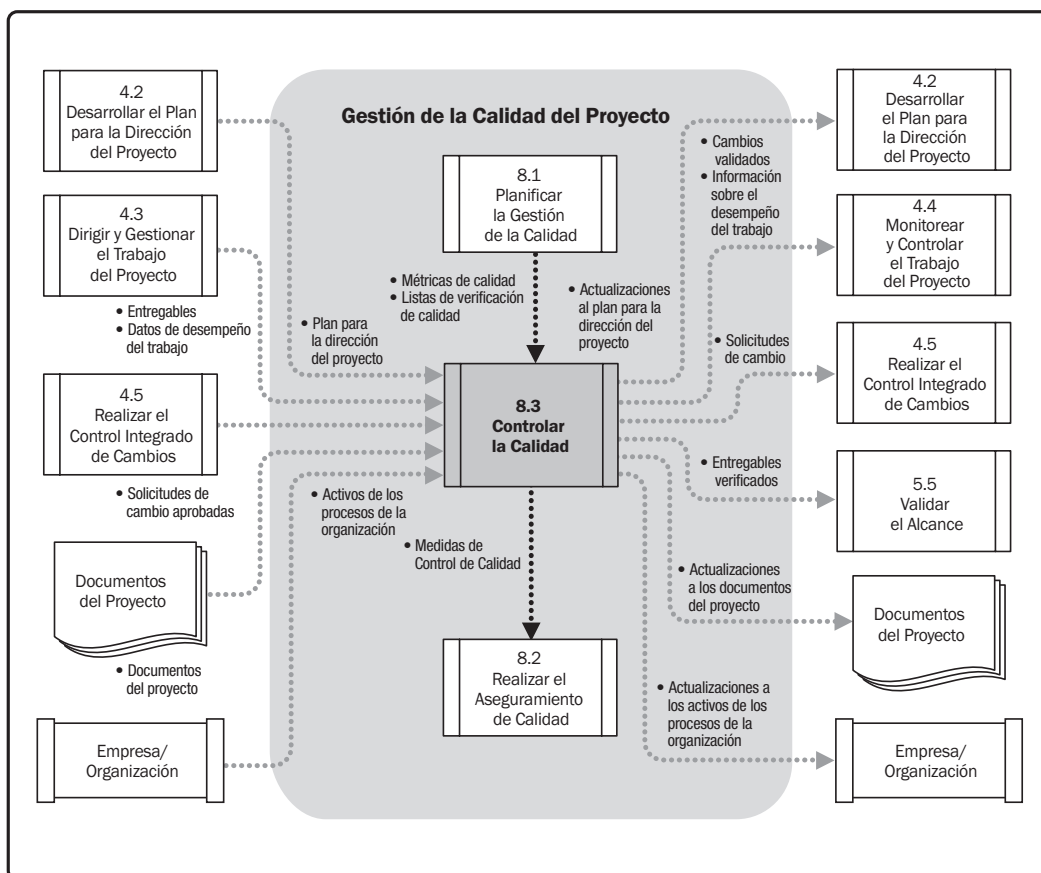 4.2
Desarrollar el Plan
para la Dirección
del Proyecto
4.3
Dirigir y Gestionar
el Trabajo
del Proyecto
• Entregables
• Datos de desempeño
del trabajo
4.5
Realizar el
Control Integrado
de Cambios
• Solicitudes de
cambio aprobadas
Documentos
del Proyecto
• Documentos
del proyecto
Empresa/
Organización
Gestión de la Calidad del Proyecto
8.1
Planificar
la Gestión
de la Calidad
• Métricas de calidad
• Listas de verificación
de calidad
• Plan para
la dirección
del proyecto
8.3
Controlar
la Calidad
• Activos de los
procesos de la
organización
• Medidas de
Control de Calidad
8.2
Realizar el
Aseguramiento
de Calidad
• Cambios
validados
• Información
sobre el
desempeño
del trabajo
• Actualizaciones
al plan para la
dirección del
proyecto
• Solicitudes
de cambio
• Entregables
verificados
• Actualizaciones
a los documentos
del proyecto
• Actualizaciones a
los activos de los
procesos de la
organización
4.2
Desarrollar
el Plan para
la Dirección
del Proyecto
4.4
Monitorear
y Controlar
el Trabajo
del Proyecto
4.5
Realizar el
Control Integrado
de Cambios
5.5
Validar
el Alcance
Documentos
del Proyecto
Empresa/
Organización